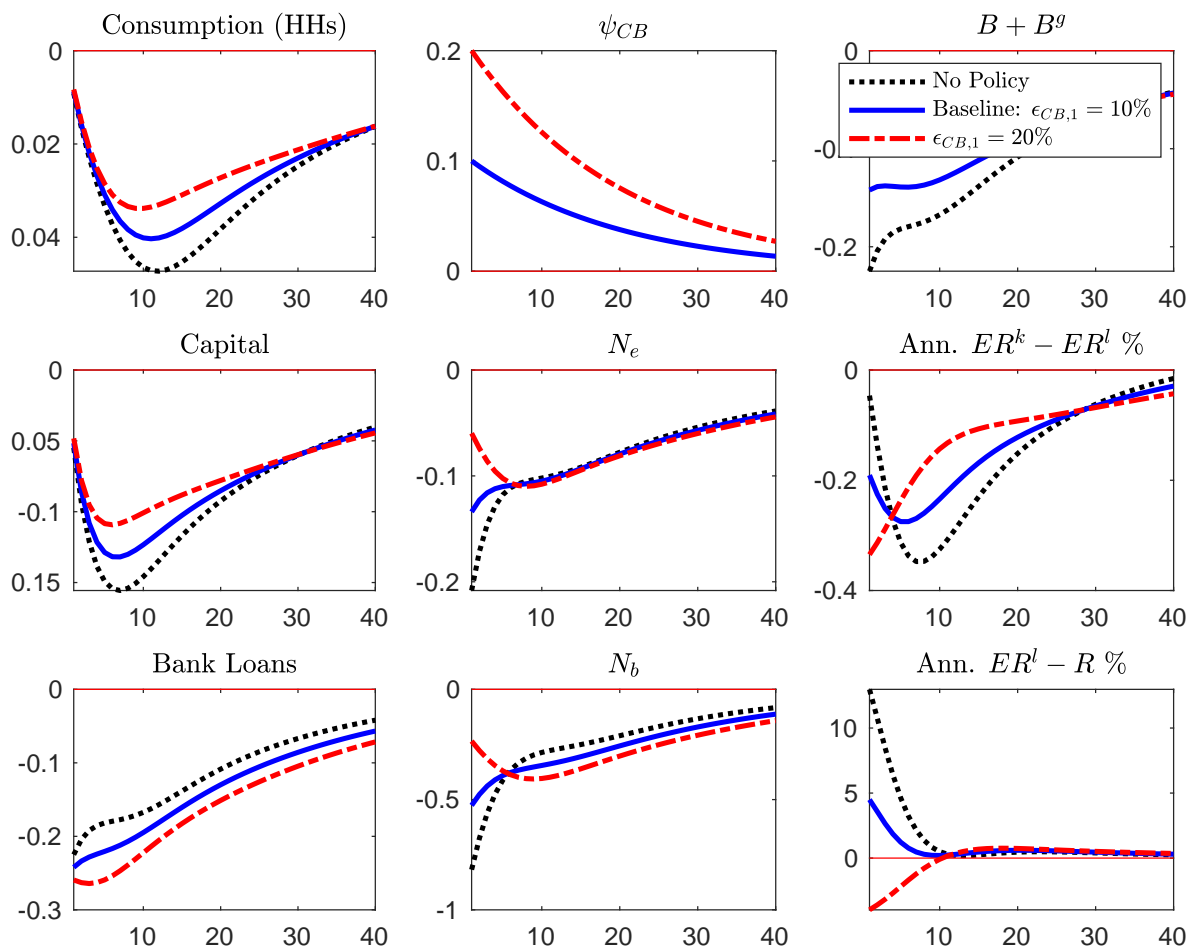 Consumption (HHs)
0
0.02
0.04
10 20 30 40
ψ_CB
0.2
0.1
0
10 20 30 40
B + B^g
0
-0.2
10 20 30 40
No Policy
Baseline: ϵ_CB,1 = 10%
ϵ_CB,1 = 20%
Capital
0
0.05
-0.1
0.15
10 20 30 40
N_e
0
-0.1
-0.2
10 20 30 40
Ann. ER^k − ER^l %
0
-0.2
-0.4
10 20 30 40
Bank Loans
0
-0.1
-0.2
-0.3
10 20 30 40
N_b
0
-0.5
-1
10 20 30 40
Ann. ER^l − R %
10
5
0
10 20 30 40